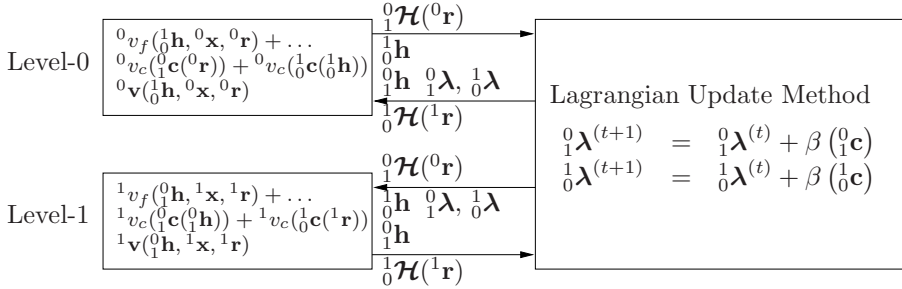 Level-0
⁰v_f(¹₀h, ⁰x, ⁰r) + …
⁰v_c(⁰₁c(⁰r)) + ⁰v_c(¹₀c(¹₀h))
⁰v(¹₀h, ⁰x, ⁰r)
⁰₁𝓗(⁰r)
¹₀h
⁰₁h ⁰₁λ, ¹₀λ
¹₀𝓗(¹r)
Lagrangian Update Method
⁰₁λ^(t+1) = ⁰₁λ^(t) + β (⁰₁c)
¹₀λ^(t+1) = ¹₀λ^(t) + β (¹₀c)
Level-1
¹v_f(⁰₁h, ¹x, ¹r) + …
¹v_c(⁰₁c(⁰₁h)) + ¹v_c(¹₀c(¹r))
¹v(⁰₁h, ¹x, ¹r)
⁰₁𝓗(⁰r)
¹₀h ⁰₁λ, ¹₀λ
⁰₁h
¹₀𝓗(¹r)